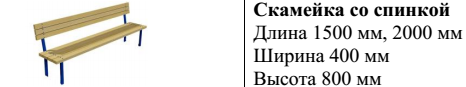 Скамейка со спинкой
Длина 1500 мм, 2000 мм
Ширина 400 мм
Высота 800 мм